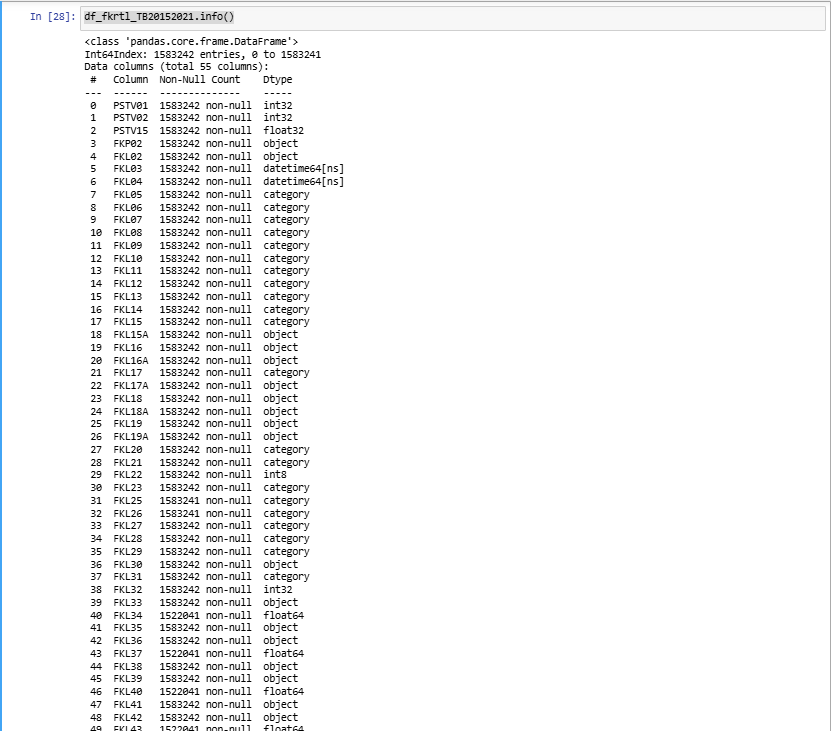 In [28]: df_fkrtl_TB20152021.info()
<class 'pandas.core.frame.DataFrame'>
Int64Index: 1583242 entries, 0 to 1583241
Data columns (total 55 columns):
 #   Column  Non-Null Count    Dtype
---  ------  --------------    -----
 0   PSTV01  1583242 non-null  int32
 1   PSTV02  1583242 non-null  int32
 2   PSTV15  1583242 non-null  float32
 3   FKP02   1583242 non-null  object
 4   FKL02   1583242 non-null  object
 5   FKL03   1583242 non-null  datetime64[ns]
 6   FKL04   1583242 non-null  datetime64[ns]
 7   FKL05   1583242 non-null  category
 8   FKL06   1583242 non-null  category
 9   FKL07   1583242 non-null  category
 10  FKL08   1583242 non-null  category
 11  FKL09   1583242 non-null  category
 12  FKL10   1583242 non-null  category
 13  FKL11   1583242 non-null  category
 14  FKL12   1583242 non-null  category
 15  FKL13   1583242 non-null  category
 16  FKL14   1583242 non-null  category
 17  FKL15   1583242 non-null  category
 18  FKL15A  1583242 non-null  object
 19  FKL16   1583242 non-null  object
 20  FKL16A  1583242 non-null  object
 21  FKL17   1583242 non-null  category
 22  FKL17A  1583242 non-null  object
 23  FKL18   1583242 non-null  object
 24  FKL18A  1583242 non-null  object
 25  FKL19   1583242 non-null  object
 26  FKL19A  1583242 non-null  object
 27  FKL20   1583242 non-null  category
 28  FKL21   1583242 non-null  category
 29  FKL22   1583242 non-null  int8
 30  FKL23   1583242 non-null  category
 31  FKL25   1583241 non-null  category
 32  FKL26   1583241 non-null  category
 33  FKL27   1583242 non-null  category
 34  FKL28   1583242 non-null  category
 35  FKL29   1583242 non-null  category
 36  FKL30   1583242 non-null  object
 37  FKL31   1583242 non-null  category
 38  FKL32   1583242 non-null  int32
 39  FKL33   1583242 non-null  object
 40  FKL34   1522041 non-null  float64
 41  FKL35   1583242 non-null  object
 42  FKL36   1583242 non-null  object
 43  FKL37   1522041 non-null  float64
 44  FKL38   1583242 non-null  object
 45  FKL39   1583242 non-null  object
 46  FKL40   1522041 non-null  float64
 47  FKL41   1583242 non-null  object
 48  FKL42   1583242 non-null  object
 49  FKL43   1522041 non-null  float64